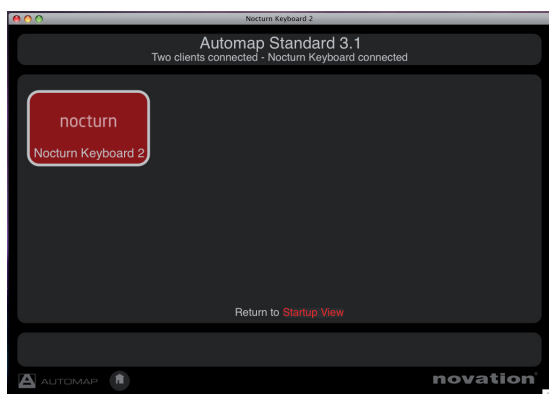 Nocturn Keyboard 2
Automap Standard 3.1
Two clients connected - Nocturn Keyboard connected
nocturn
Nocturn Keyboard 2
Return to Startup View
A AUTOMAP
novation